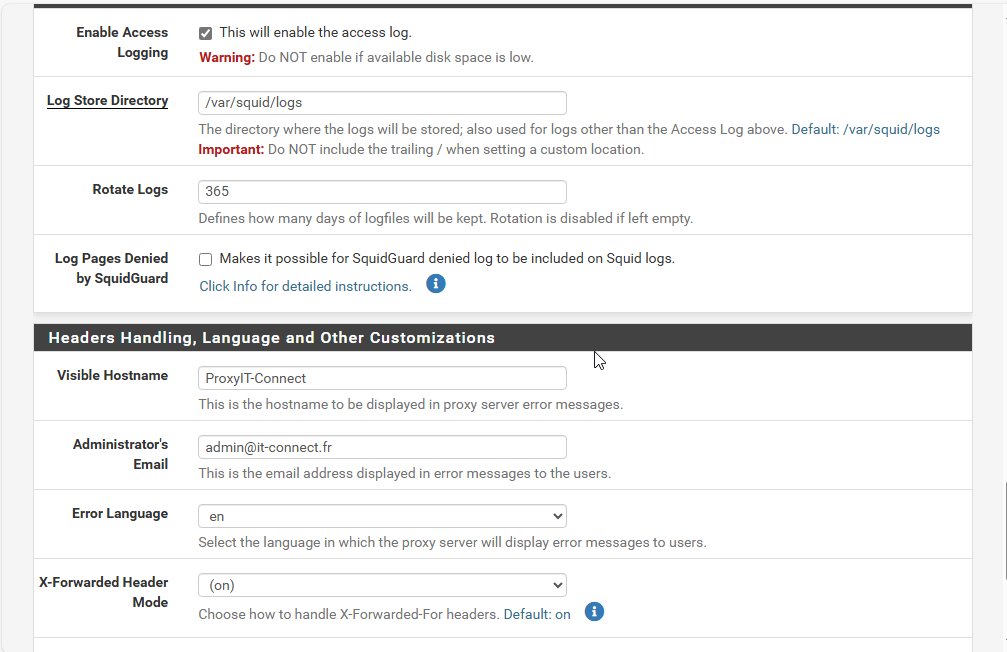 Enable Access
Logging
This will enable the access log.
Warning: Do NOT enable if available disk space is low.
Log Store Directory
/var/squid/logs
The directory where the logs will be stored; also used for logs other than the Access Log above. Default: /var/squid/logs
Important: Do NOT include the trailing / when setting a custom location.
Rotate Logs
365
Defines how many days of logfiles will be kept. Rotation is disabled if left empty.
Log Pages Denied
by SquidGuard
Makes it possible for SquidGuard denied log to be included on Squid logs.
Click Info for detailed instructions.
Headers Handling, Language and Other Customizations
Visible Hostname
ProxyIT-Connect
This is the hostname to be displayed in proxy server error messages.
Administrator's
Email
admin@it-connect.fr
This is the email address displayed in error messages to the users.
Error Language
en
Select the language in which the proxy server will display error messages to users.
X-Forwarded Header
Mode
(on)
Choose how to handle X-Forwarded-For headers. Default: on